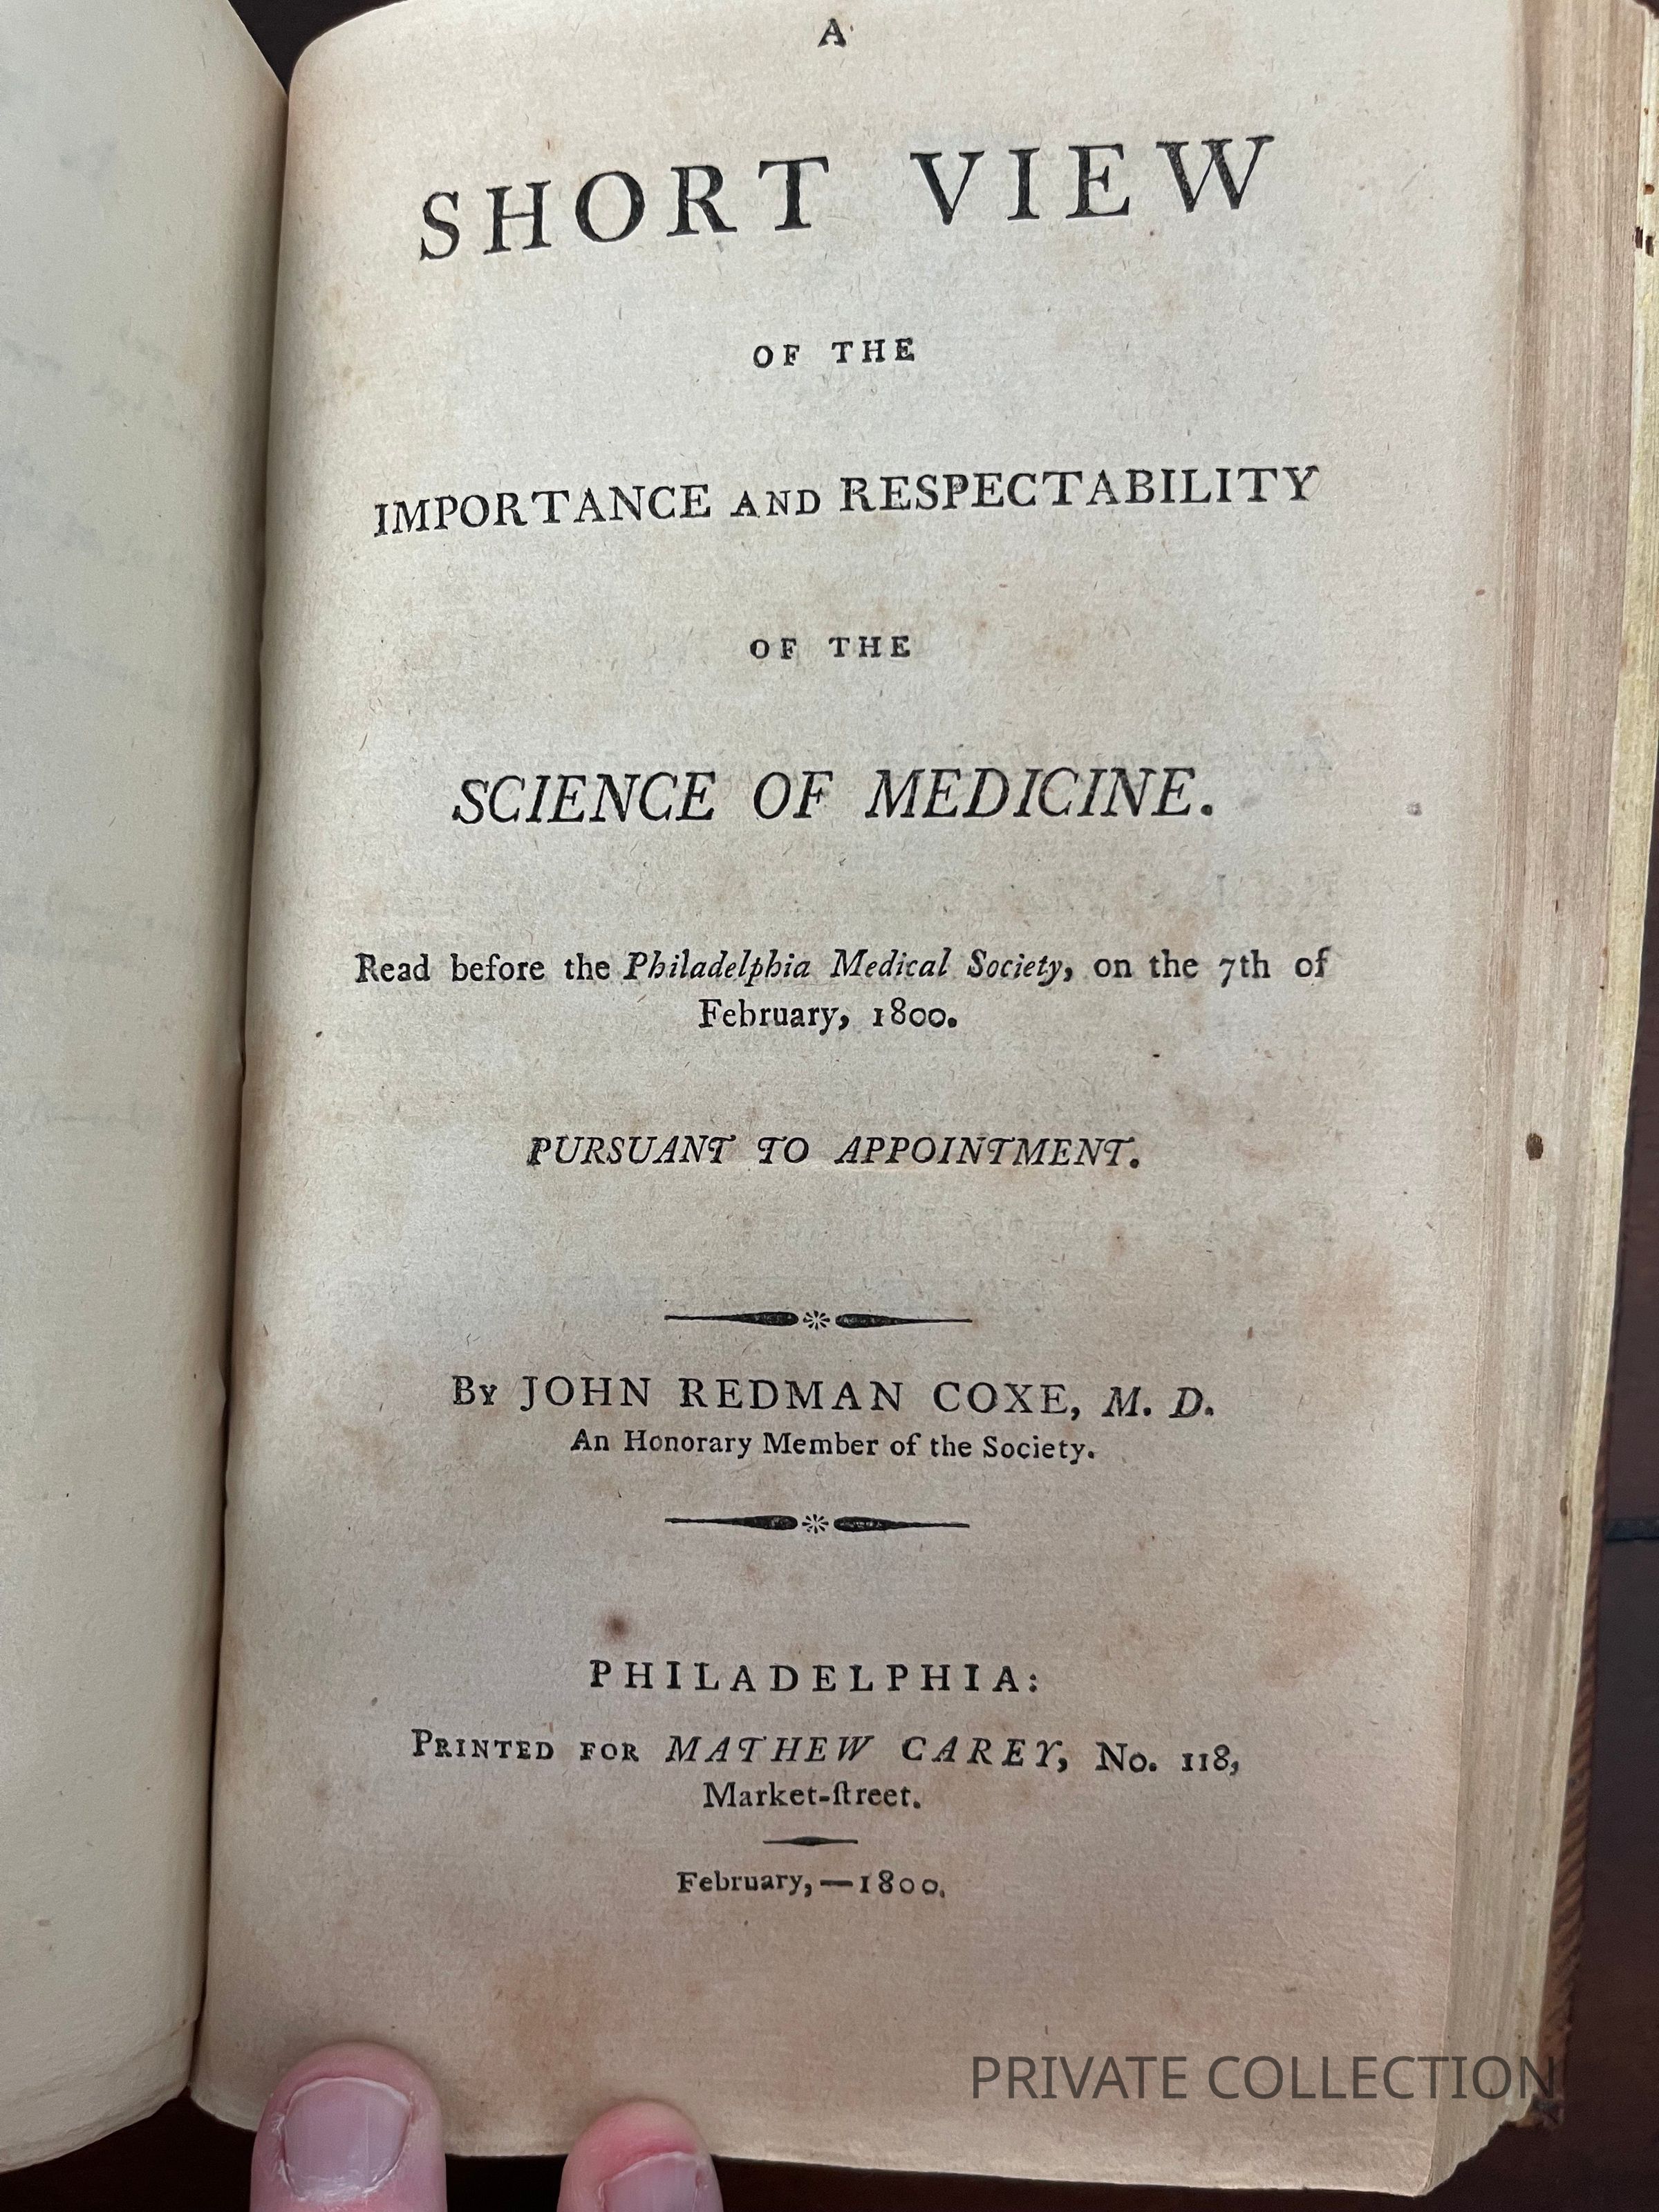 A
SHORT VIEW
OF THE
IMPORTANCE AND RESPECTABILITY
OF THE
SCIENCE OF MEDICINE.
Read before the Philadelphia Medical Society, on the 7th of
February, 1800.
PURSUANT TO APPOINTMENT.
By JOHN REDMAN COXE, M. D.
An Honorary Member of the Society.
PHILADELPHIA:
PRINTED FOR MATHEW CAREY, No. 118,
Market-ſtreet.
February,—1800.
PRIVATE COLLECTION